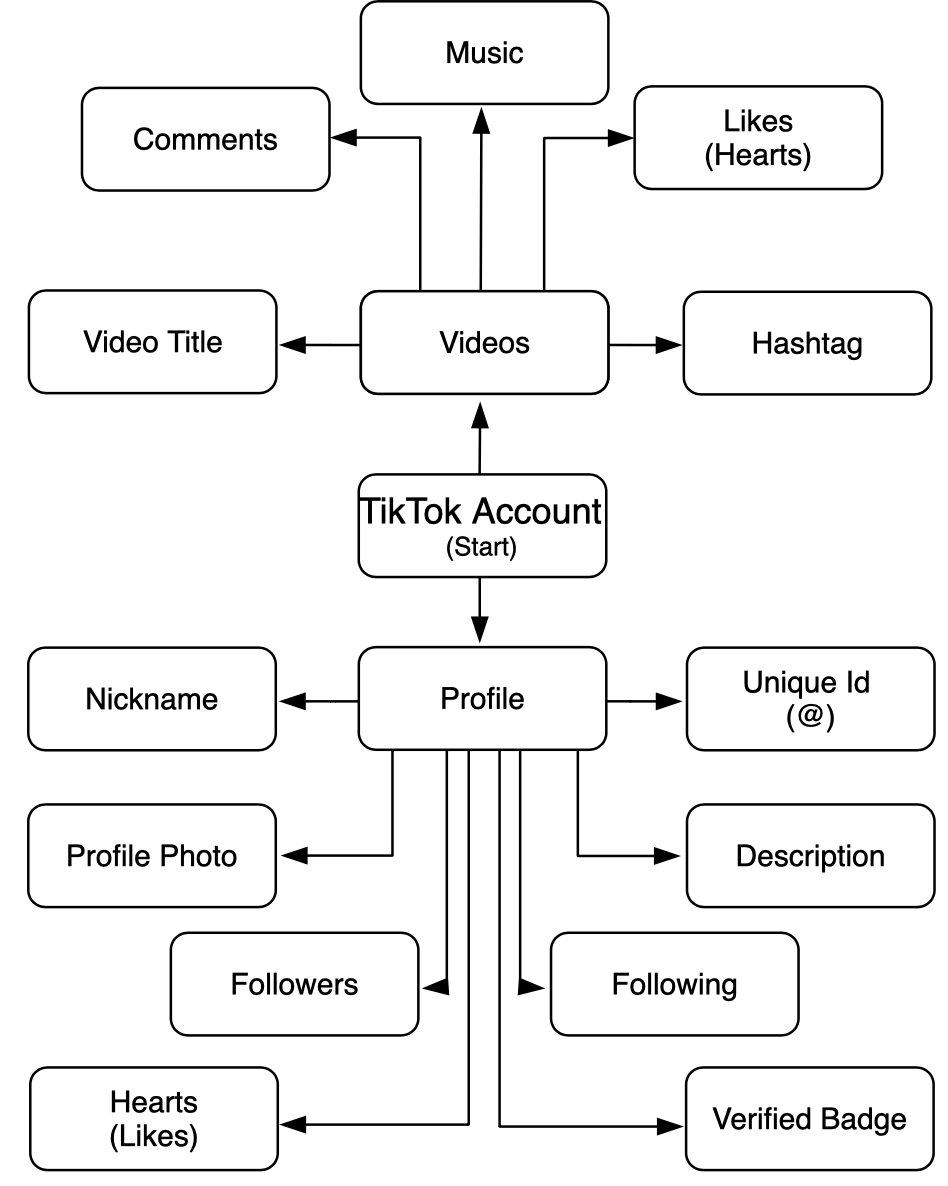 Music
Comments
Likes
(Hearts)
Video Title
Videos
Hashtag
TikTok Account
(Start)
Nickname
Profile
Unique Id
(@)
Profile Photo
Description
Followers
Following
Hearts
(Likes)
Verified Badge